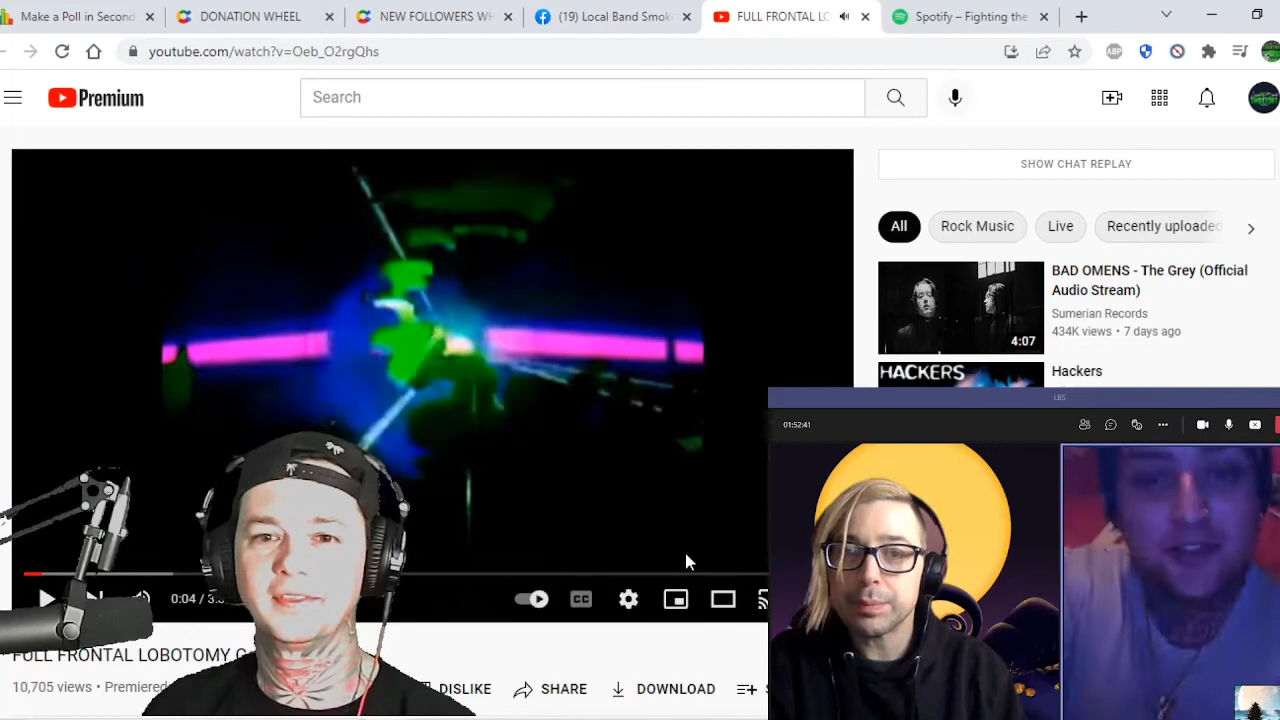 Make a Poll in Second
DONATION WHEEL
NEW FOLLOWERS WH
(19) Local Band Smok
FULL FRONTAL LO
Spotify – Fighting the
youtube.com/watch?v=Oeb_O2rgQhs
ABP
Premium
Search
SHOW CHAT REPLAY
All
Rock Music
Live
Recently uploaded
BAD OMENS - The Grey (Official
Audio Stream)
Sumerian Records
434K views • 7 days ago
4:07
HACKERS
Hackers
LBS
01:52:41
0:04 / 3:
CC
FULL FRONTAL LOBOTOMY
10,705 views • Premiered
DISLIKE
SHARE
DOWNLOAD